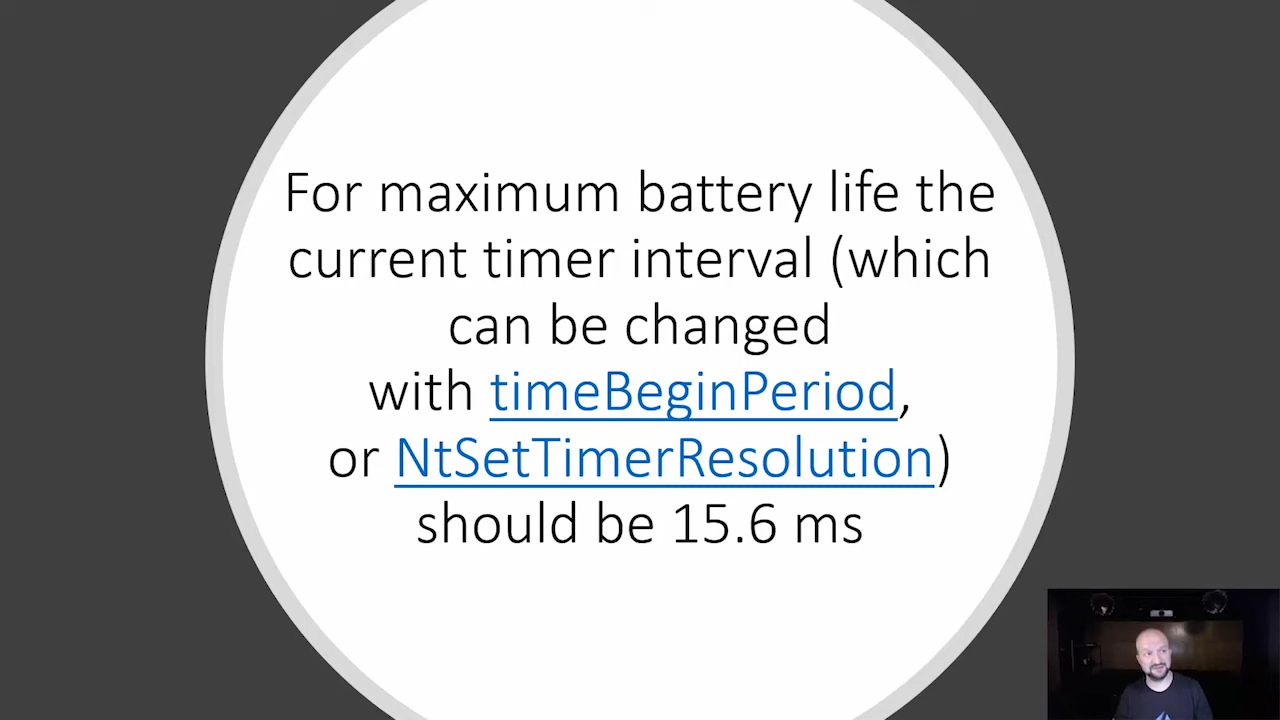 For maximum battery life the
current timer interval (which
can be changed
with timeBeginPeriod,
or NtSetTimerResolution)
should be 15.6 ms